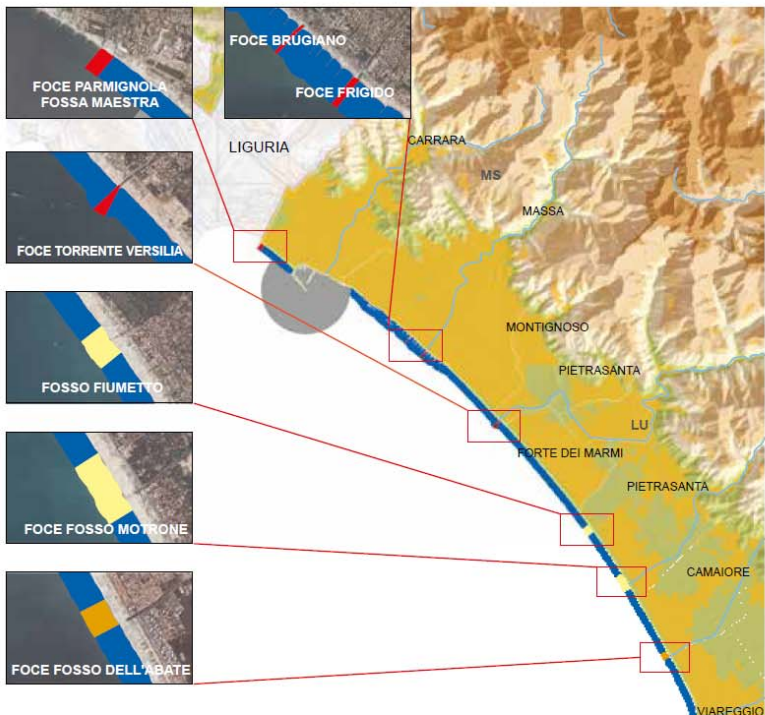 FOCE PARMIGNOLA
FOSSA MAESTRA
FOCE BRUGIANO
FOCE FRIGIDO
LIGURIA
CARRARA
MS
MASSA
FOCE TORRENTE VERSILIA
MONTIGNOSO
PIETRASANTA
FOSSO FIUMETTO
LU
FORTE DEI MARMI
PIETRASANTA
FOCE FOSSO MOTRONE
CAMAIORE
FOCE FOSSO DELL'ABATE
VIAREGGIO